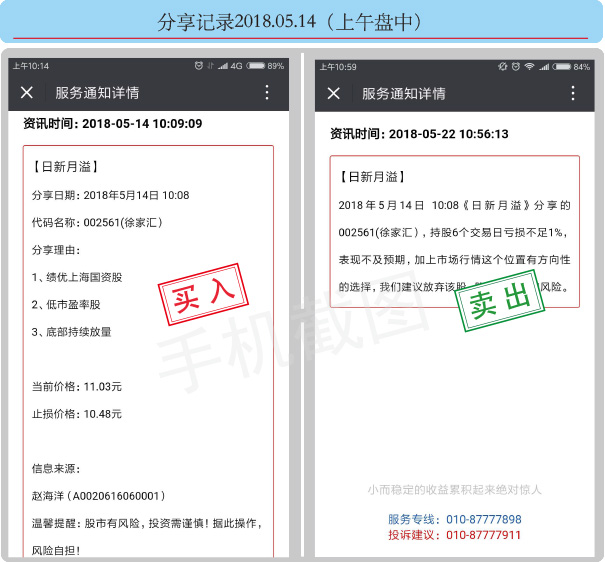 分享记录2018.05.14（上午盘中）
上午10:14
4G 89%
服务通知详情
资讯时间: 2018-05-14 10:09:09
【日新月溢】
分享日期: 2018年5月14日 10:08
代码名称: 002561(徐家汇)
分享理由:
1、绩优上海国资股
2、低市盈率股
3、底部持续放量
买入
当前价格: 11.03元
止损价格: 10.48元
信息来源:
赵海洋（A0020616060001）
温馨提醒: 股市有风险, 投资需谨慎! 据此操作,
风险自担!
上午10:59
84%
服务通知详情
资讯时间: 2018-05-22 10:56:13
【日新月溢】
2018年5月14日 10:08《日新月溢》分享的
002561(徐家汇), 持股6个交易日亏损不足1%,
表现不及预期, 加上市场行情这个位置有方向性
的选择, 我们建议放弃该股
风险。
卖出
手机截图
小而稳定的收益累积起来绝对惊人
服务专线: 010-87777898
投诉建议: 010-87777911